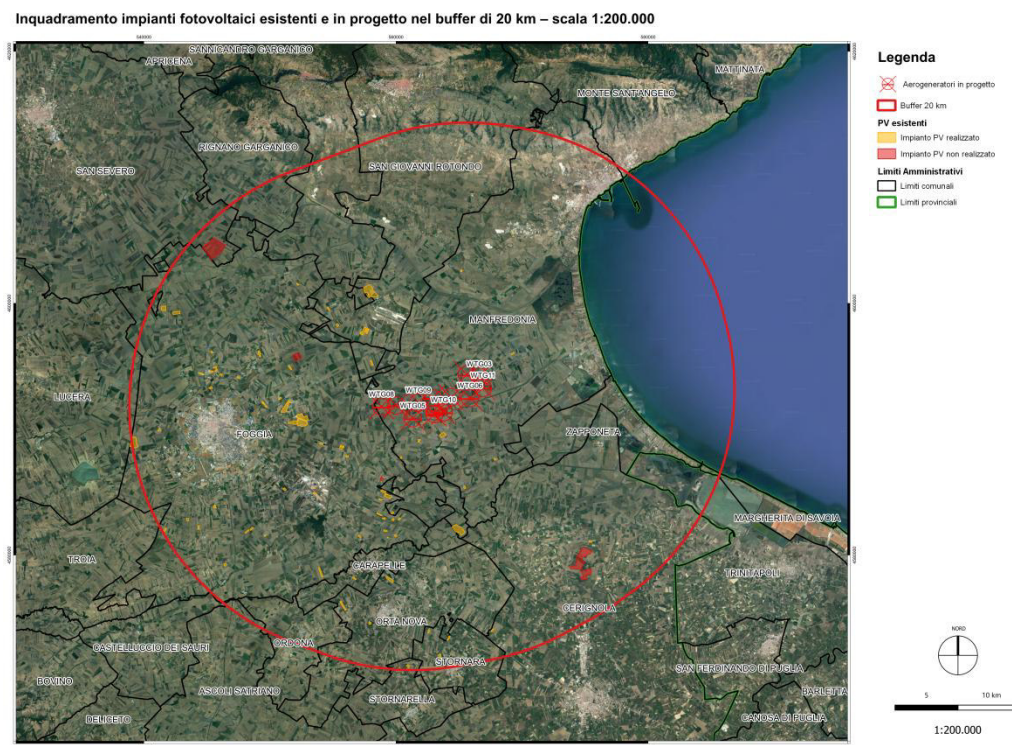 Inquadramento impianti fotovoltaici esistenti e in progetto nel buffer di 20 km – scala 1:200.000
SANNICANDRO GARGANICO
APRICENA
MATTINATA
MONTE SANT'ANGELO
RIGNANO GARGANICO
SAN GIOVANNI ROTONDO
SAN SEVERO
MANFREDONIA
WTG03
WTG11
WTG06
WTG09
WTG08
WTG10
WTG05
LUCERA
FOGGIA
ZAPPONETA
MARGHERITA DI SAVOIA
TROIA
CARAPELLE
TRINITAPOLI
CERIGNOLA
ORTA NOVA
ORDONA
CASTELLUCCIO DEI SAURI
STORNARA
SAN FERDINANDO DI PUGLIA
BOVINO
ASCOLI SATRIANO
STORNARELLA
BARLETTA
DELICETO
CANOSA DI PUGLIA
Legenda
Aerogeneratori in progetto
Buffer 20 km
PV esistenti
Impianto PV realizzato
Impianto PV non realizzato
Limiti Amministrativi
Limiti comunali
Limiti provinciali
NORD
5 10 km
1:200.000